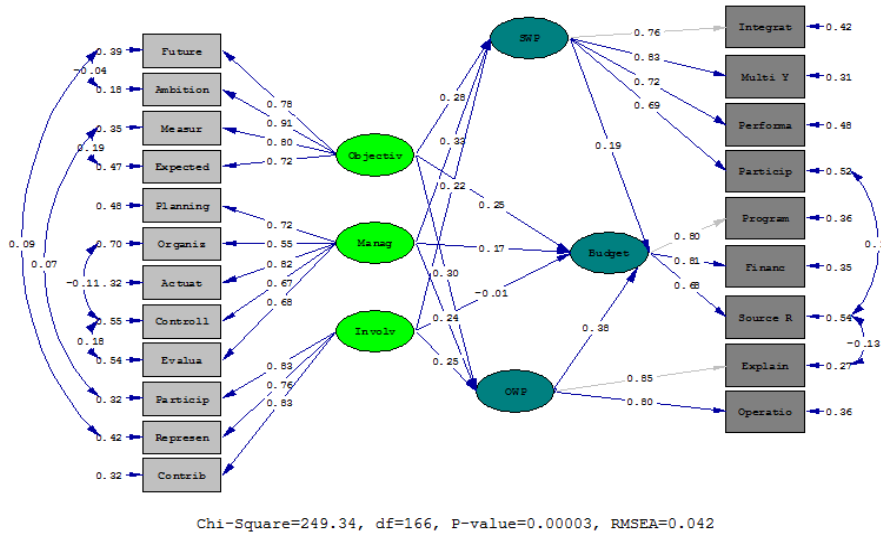 SWP
0.76
Integrat
0.42
0.39
Future
-0.04
0.83
Multi Y
0.31
0.18
Ambition
0.78
0.28
0.72
0.91
0.69
Performa
0.48
0.35
Measur
0.80
0.33
0.19
0.72
Objectiv
0.19
0.47
Expected
0.22
Particip
0.52
0.48
Planning
0.25
0.72
Program
0.36
0.80
0.09
0.70
Organis
0.55
Manag
0.17
Budget
0.07
0.82
0.30
0.81
Financ
0.35
-0.11
0.32
Actuat
0.67
-0.01
0.68
0.68
0.24
0.38
Source R
0.54
0.55
Controll
Involv
0.18
-0.13
0.54
Evalua
0.25
Explain
0.27
0.83
0.85
0.76
OWP
0.32
Particip
0.83
0.80
Operatio
0.36
0.42
Represen
0.32
Contrib
Chi-Square=249.34, df=166, P-value=0.00003, RMSEA=0.042